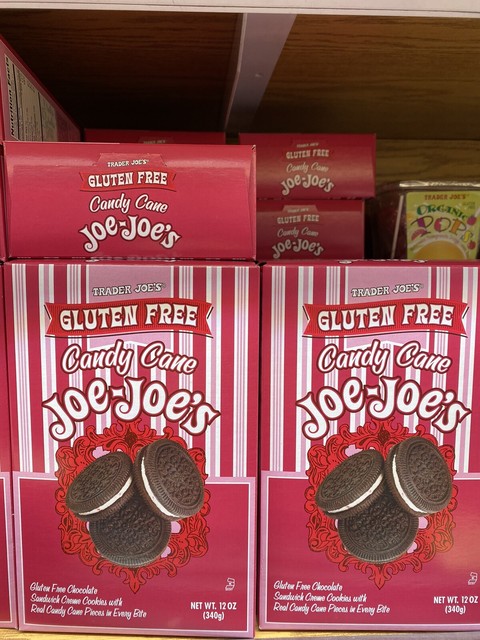 Nutrition Facts
TRADER JOE'S®
GLUTEN FREE
Candy Cane
Joe-Joe's
TRADER JOE'S
GLUTEN FREE
Candy Cane
Joe-Joe's
GLUTEN FREE
Candy Cane
Joe-Joe's
TRADER JOE'S
ORGANIC
POP
TRADER JOE'S®
GLUTEN FREE
Candy Cane
Joe-Joe's
Gluten Free Chocolate
Sandwich Creme Cookies with
Real Candy Cane Pieces in Every Bite
NET WT. 12 OZ
(340g)
TRADER JOE'S®
GLUTEN FREE
Candy Cane
Joe-Joe's
Gluten Free Chocolate
Sandwich Creme Cookies with
Real Candy Cane Pieces in Every Bite
NET WT. 12 OZ
(340g)